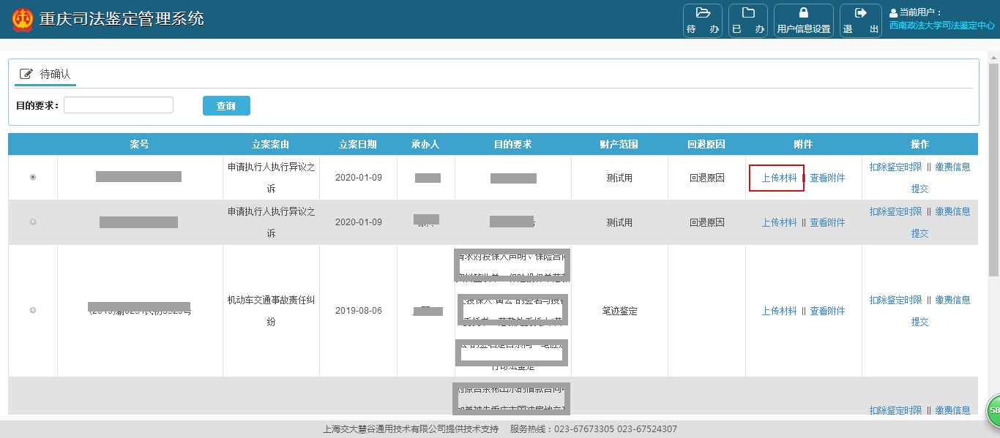 重庆司法鉴定管理系统
待 办
已 办
用户信息设置
退 出
当前用户：
西南政法大学司法鉴定中心
待确认
目的要求：
查询
案号 立案案由 立案日期 承办人 目的要求 财产范围 回退原因 附件 操作
申请执行人执行异议之诉 2020-01-09 测试用 回退原因 上传材料 || 查看附件 扣除鉴定时限 || 缴费信息
提交
申请执行人执行异议之诉 2020-01-09 测试用 回退原因 上传材料 || 查看附件 扣除鉴定时限 || 缴费信息
提交
机动车交通事故责任纠纷 2019-08-06 笔迹鉴定 上传材料 || 查看附件 扣除鉴定时限 || 缴费信息
提交
扣除鉴定时限 || 缴费信息
58
上海交大慧谷通用技术有限公司提供技术支持 服务热线：023-67673305 023-67524307